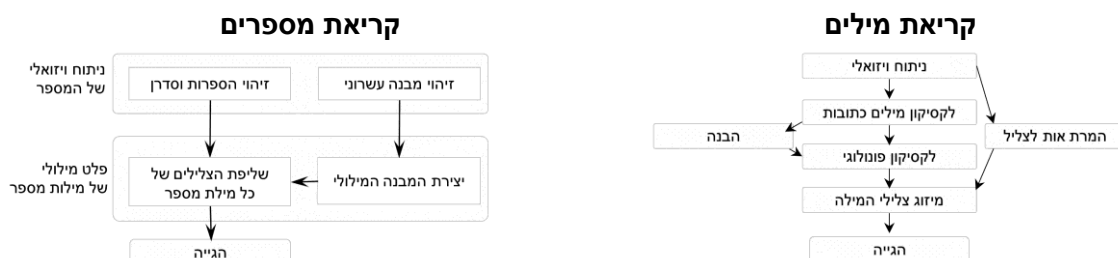 קריאת מילים
ניתוח ויזואלי
לקסיקון מילים כתובות
המרת אות לצליל
הבנה
לקסיקון פונולוגי
מיזוג צלילי המילה
הגייה
קריאת מספרים
ניתוח ויזואלי
של המספר
זיהוי מבנה עשרוני
זיהוי הספרות וסדרן
פלט מילולי
של מילות מספר
יצירת המבנה המילולי
שליפת הצלילים של
כל מילת מספר
הגייה